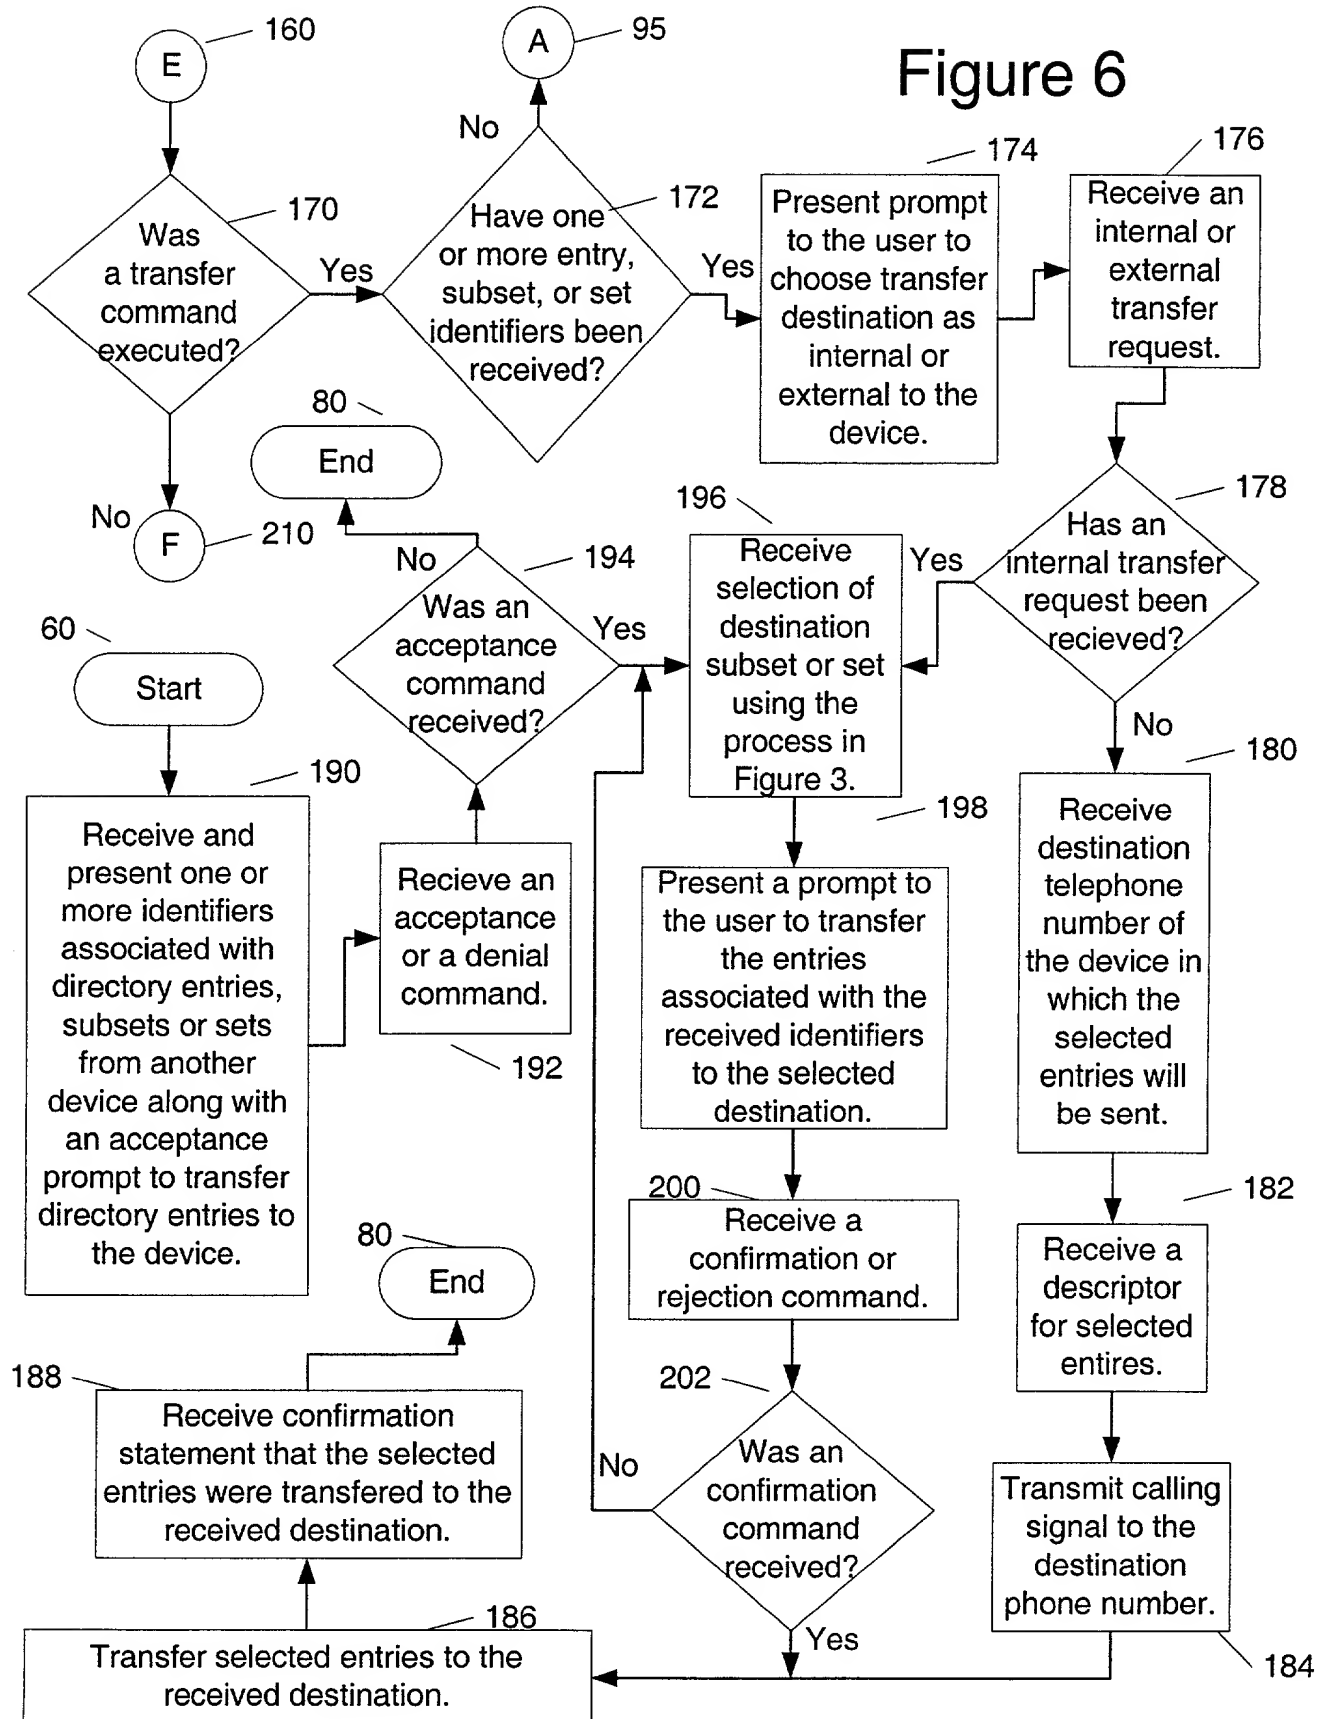 Figure 6
160
E
95
A
No
170
Was
a transfer
command
executed?
Yes
172
Have one
or more entry,
subset, or set
identifiers been
received?
Yes
174
Present prompt
to the user to
choose transfer
destination as
internal or
external to the
device.
176
Receive an
internal or
external
transfer
request.
No
F
210
80
End
No
194
Was an
acceptance
command
received?
Yes
196
Receive
selection of
destination
subset or set
using the
process in
Figure 3.
Yes
178
Has an
internal transfer
request been
recieved?
No
60
Start
190
Receive and
present one or
more identifiers
associated with
directory entries,
subsets or sets
from another
device along with
an acceptance
prompt to transfer
directory entries to
the device.
Recieve an
acceptance
or a denial
command.
192
198
Present a prompt to
the user to transfer
the entries
associated with the
received identifiers
to the selected
destination.
180
Receive
destination
telephone
number of
the device in
which the
selected
entries will
be sent.
200
Receive a
confirmation or
rejection command.
182
Receive a
descriptor
for selected
entires.
80
End
188
Receive confirmation
statement that the selected
entries were transfered to the
received destination.
202
Was an
confirmation
command
received?
No
Yes
Transmit calling
signal to the
destination
phone number.
184
186
Transfer selected entries to the
received destination.